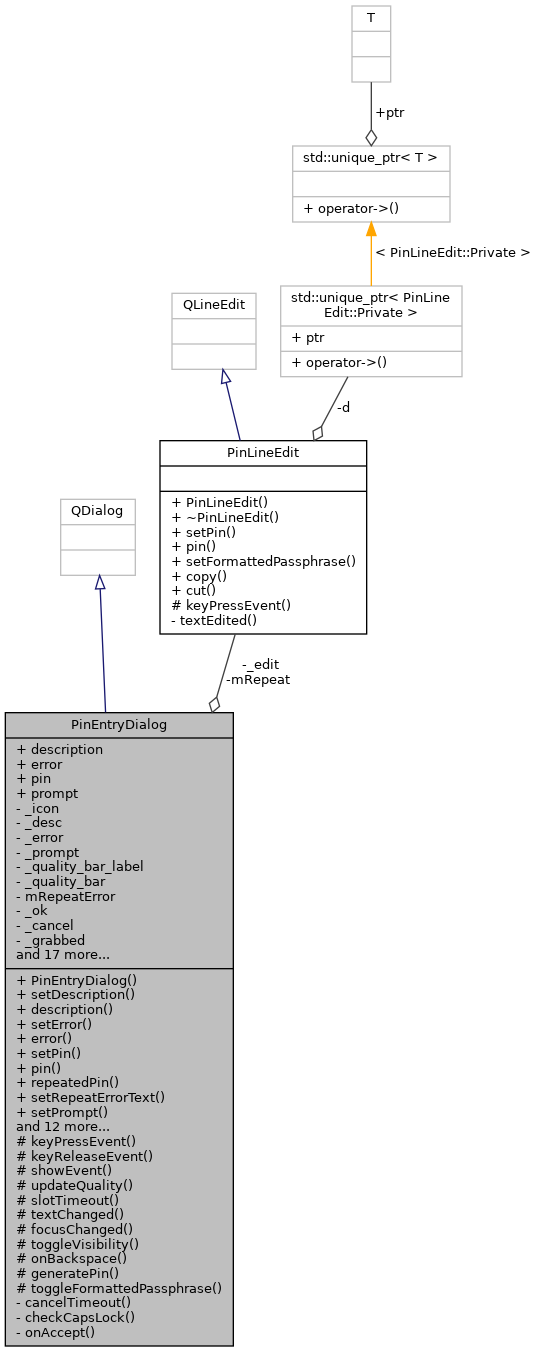 T
+ptr
std::unique_ptr< T >
+ operator->()
< PinLineEdit::Private >
std::unique_ptr< PinLine
Edit::Private >
+ ptr
+ operator->()
QLineEdit
-d
PinLineEdit
+ PinLineEdit()
+ ~PinLineEdit()
+ setPin()
+ pin()
+ setFormattedPassphrase()
+ copy()
+ cut()
# keyPressEvent()
- textEdited()
QDialog
-_edit
-mRepeat
PinEntryDialog
+ description
+ error
+ pin
+ prompt
- _icon
- _desc
- _error
- _prompt
- _quality_bar_label
- _quality_bar
- mRepeatError
- _ok
- _cancel
- _grabbed
and 17 more...
+ PinEntryDialog()
+ setDescription()
+ description()
+ setError()
+ error()
+ setPin()
+ pin()
+ repeatedPin()
+ setRepeatErrorText()
+ setPrompt()
and 12 more...
# keyPressEvent()
# keyReleaseEvent()
# showEvent()
# updateQuality()
# slotTimeout()
# textChanged()
# focusChanged()
# toggleVisibility()
# onBackspace()
# generatePin()
# toggleFormattedPassphrase()
- cancelTimeout()
- checkCapsLock()
- onAccept()